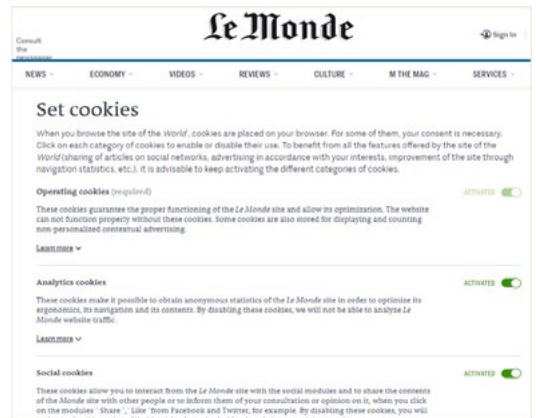 Consult
the
newspaper
Le Monde
Sign In
NEWS
ECONOMY
VIDEOS
REVIEWS
CULTURE
M THE MAG
SERVICES
Set cookies
When you browse the site of the World, cookies are placed on your browser. For some of them, your consent is necessary.
Click on each category of cookies to enable or disable their use. To benefit from all the features offered by the site of the
World (sharing of articles on social networks, advertising in accordance with your interests, improvement of the site through
navigation statistics, etc.), it is advisable to keep activating the different categories of cookies.
Operating cookies (required)
ACTIVATED
These cookies guarantee the proper functioning of the Le Monde site and allow its optimization. The website
can not function properly without these cookies. Some cookies are also stored for displaying and counting
non-personalized contextual advertising.
Learn more
Analytics cookies
ACTIVATED
These cookies make it possible to obtain anonymous statistics of the Le Monde site in order to optimize its
ergonomics, its navigation and its contents. By disabling these cookies, we will not be able to analyze Le
Monde website traffic.
Learn more
Social cookies
ACTIVATED
These cookies allow you to interact from the Le Monde site with the social modules and to share the contents
of the Monde site with other people or to inform them of your consultation or opinion on it, when you click
on the modules " Share ", " Like "from Facebook and Twitter, for example. By disabling these cookies, you will